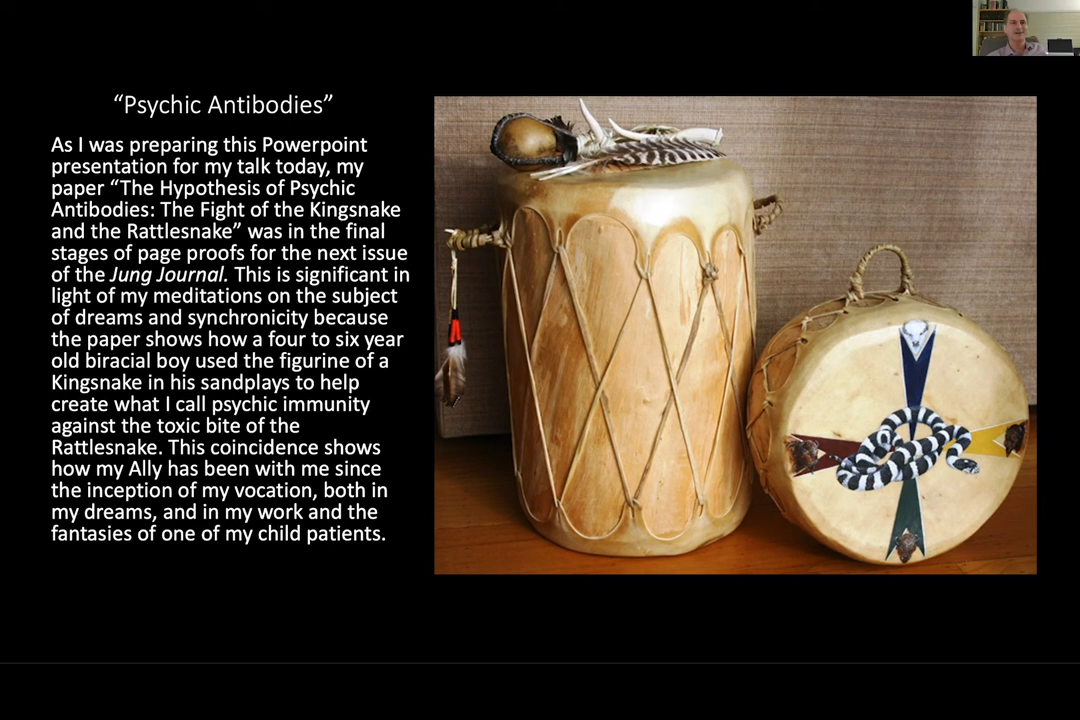 “Psychic Antibodies”
As I was preparing this Powerpoint
presentation for my talk today, my
paper “The Hypothesis of Psychic
Antibodies: The Fight of the Kingsnake
and the Rattlesnake” was in the final
stages of page proofs for the next issue
of the Jung Journal. This is significant in
light of my meditations on the subject
of dreams and synchronicity because
the paper shows how a four to six year
old biracial boy used the figurine of a
Kingsnake in his sandplays to help
create what I call psychic immunity
against the toxic bite of the
Rattlesnake. This coincidence shows
how my Ally has been with me since
the inception of my vocation, both in
my dreams, and in my work and the
fantasies of one of my child patients.